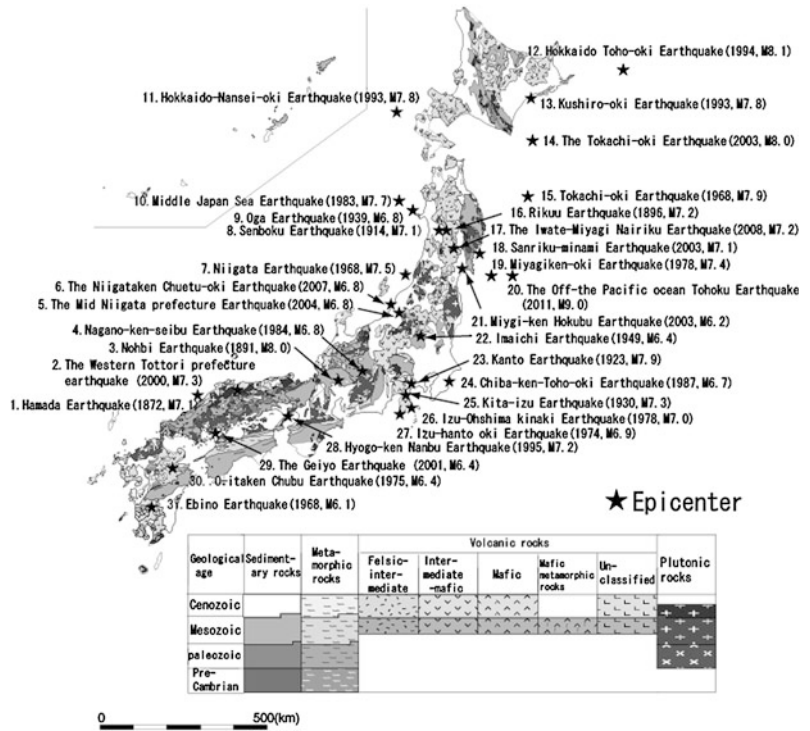 12. Hokkaido Toho-oki Earthquake(1994, M8. 1)
11. Hokkaido-Nansei-oki Earthquake(1993, M7. 8)
13. Kushiro-oki Earthquake(1993, M7. 8)
14. The Tokachi-oki Earthquake(2003, M8. 0)
10. Middle Japan Sea Earthquake(1983, M7. 7)
15. Tokachi-oki Earthquake(1968, M7. 9)
9. Oga Earthquake(1939, M6. 8)
16. Rikuu Earthquake(1896, M7. 2)
8. Senboku Earthquake(1914, M7. 1)
17. The Iwate-Miyagi Nairiku Earthquake(2008, M7. 2)
18. Sanriku-minami Earthquake(2003, M7. 1)
7. Niigata Earthquake(1968, M7. 5)
19. Miyagiken-oki Earthquake(1978, M7. 4)
6. The Niigataken Chuetu-oki Earthquake(2007, M6. 8)
20. The Off-the Pacific ocean Tohoku Earthquake
(2011, M9. 0)
5. The Mid Niigata prefecture Earthquake(2004, M6. 8)
21. Miygi-ken Hokubu Earthquake(2003, M6. 2)
4. Nagano-ken-seibu Earthquake(1984, M6. 8)
22. Imaichi Earthquake(1949, M6. 4)
3. Nohbi Earthquake(1891, M8. 0)
23. Kanto Earthquake(1923, M7. 9)
2. The Western Tottori prefecture
earthquake (2000, M7. 3)
24. Chiba-ken-Toho-oki Earthquake(1987, M6. 7)
25. Kita-izu Earthquake(1930, M7. 3)
1. Hamada Earthquake(1872, M7. 1)
26. Izu-Ohshima kinaki Earthquake(1978, M7. 0)
27. Izu-hanto oki Earthquake(1974, M6. 9)
28. Hyogo-ken Nanbu Earthquake(1995, M7. 2)
29. The Geiyo Earthquake (2001, M6. 4)
Chubu Earthquake(1975, M6. 4)
31. Ebino Earthquake(1968, M6. 1)
★Epicenter
Volcanic rocks
Geological age
Sediment-ary rocks
Meta-morphic rocks
Felsic-inter-mediate
Inter-mediate-mafic
Mafic
Mafic metamorphic rocks
Un-classified
Plutonic rocks
Cenozoic
Mesozoic
paleozoic
Pre-Cambrian
0
500(km)